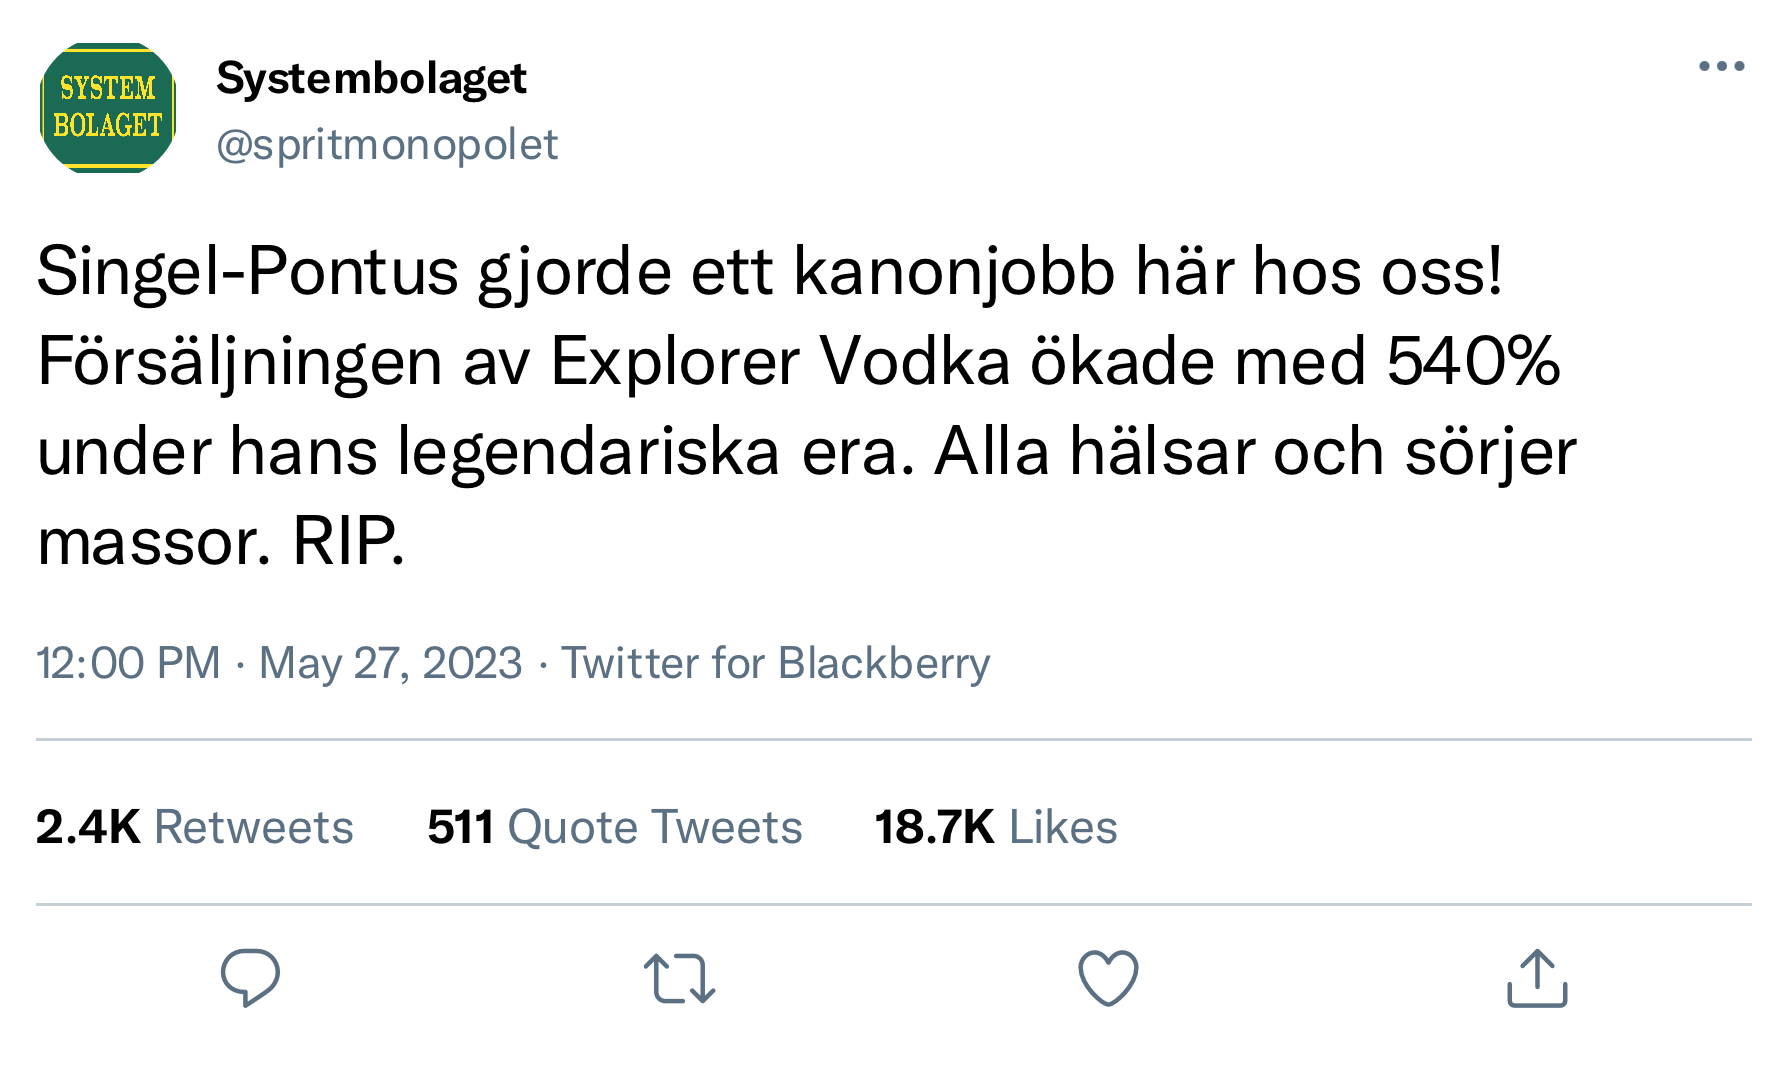 SYSTEM
BOLAGET
Systembolaget
@spritmonopolet
Singel-Pontus gjorde ett kanonjobb här hos oss!
Försäljningen av Explorer Vodka ökade med 540%
under hans legendariska era. Alla hälsar och sörjer
massor. RIP.
12:00 PM · May 27, 2023 · Twitter for Blackberry
2.4K Retweets 511 Quote Tweets 18.7K Likes